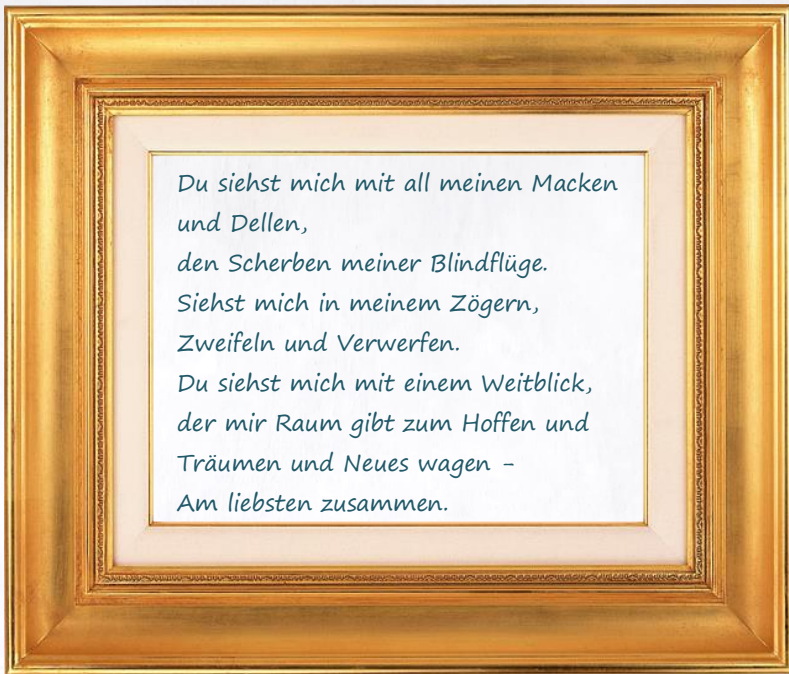 Du siehst mich mit all meinen Macken
und Dellen,
den Scherben meiner Blindflüge.
Siehst mich in meinem Zögern,
Zweifeln und Verwerfen.
Du siehst mich mit einem Weitblick,
der mir Raum gibt zum Hoffen und
Träumen und Neues wagen -
Am liebsten zusammen.